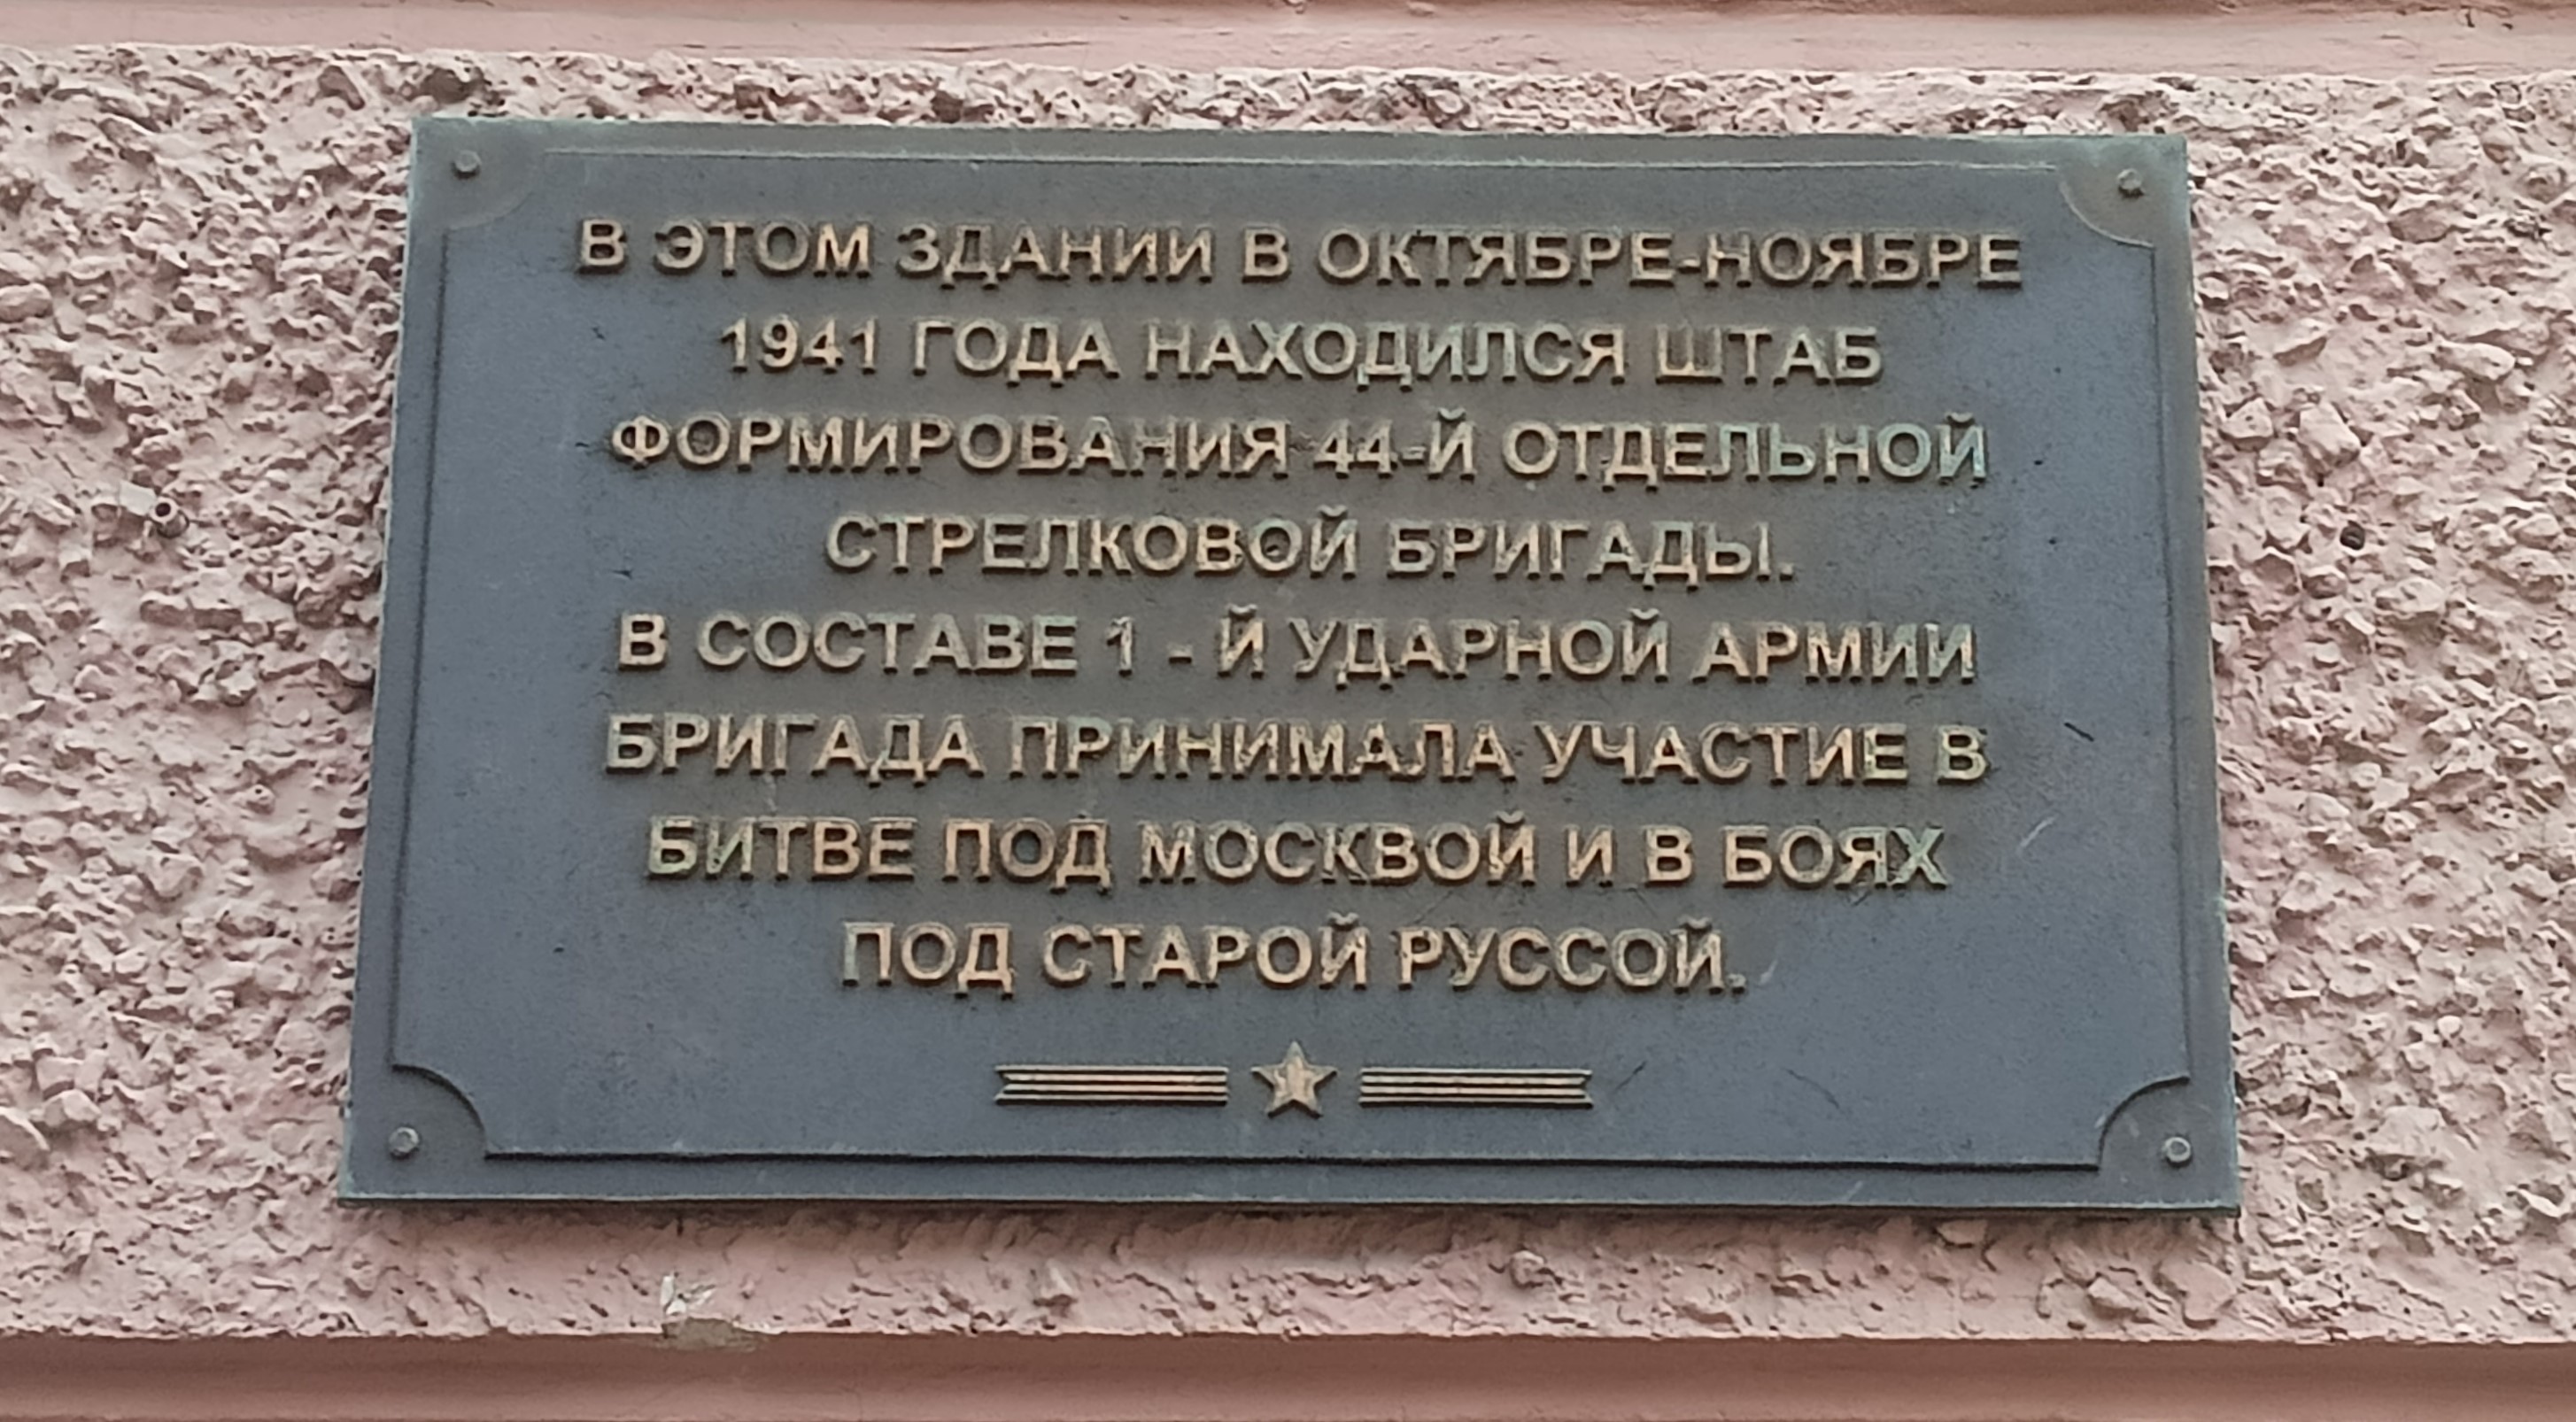 В ЭТОМ ЗДАНИИ В ОКТЯБРЕ-НОЯБРЕ
1941 ГОДА НАХОДИЛСЯ ШТАБ
ФОРМИРОВАНИЯ 44-Й ОТДЕЛЬНОЙ
СТРЕЛКОВОЙ БРИГАДЫ.
В СОСТАВЕ 1 - Й УДАРНОЙ АРМИИ
БРИГАДА ПРИНИМАЛА УЧАСТИЕ В
БИТВЕ ПОД МОСКВОЙ И В БОЯХ
ПОД СТАРОЙ РУССОЙ.